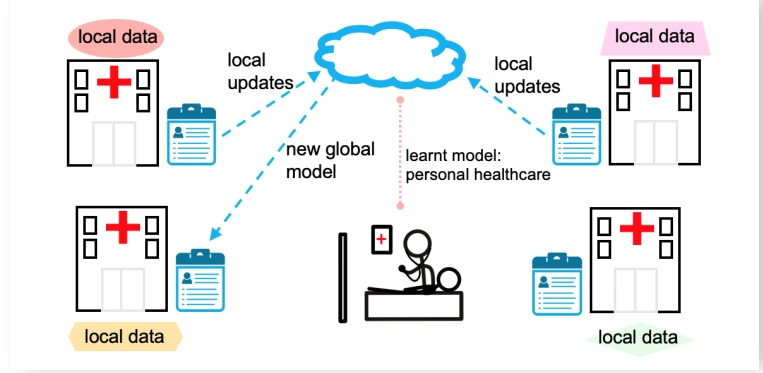 local data
local data
local
updates
local
updates
new global
model
learnt model:
personal healthcare
local data
local data